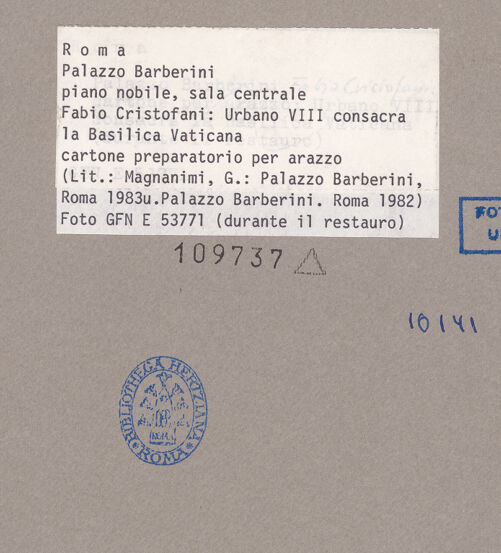 R o m a
Palazzo Barberini
piano nobile, sala centrale
Fabio Cristofani: Urbano VIII consacra
la Basilica Vaticana
cartone preparatorio per arazzo
(Lit.: Magnanimi, G.: Palazzo Barberini,
Roma 1983u.Palazzo Barberini. Roma 1982)
Foto GFN E 53771 (durante il restauro)
FOT
U
109737
10141
BIBLIOTHECA HERTZIANA
ROMA